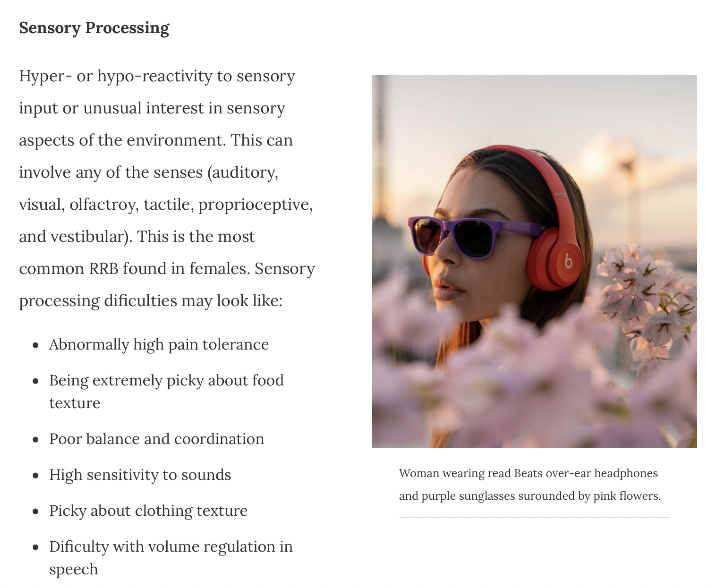 Sensory Processing
Hyper- or hypo-reactivity to sensory
input or unusual interest in sensory
aspects of the environment. This can
involve any of the senses (auditory,
visual, olfactroy, tactile, proprioceptive,
and vestibular). This is the most
common RRB found in females. Sensory
processing difficulties may look like:
• Abnormally high pain tolerance
• Being extremely picky about food
texture
• Poor balance and coordination
• High sensitivity to sounds
• Picky about clothing texture
• Difficulty with volume regulation in
speech
b
Woman wearing read Beats over-ear headphones
and purple sunglasses surounded by pink flowers.